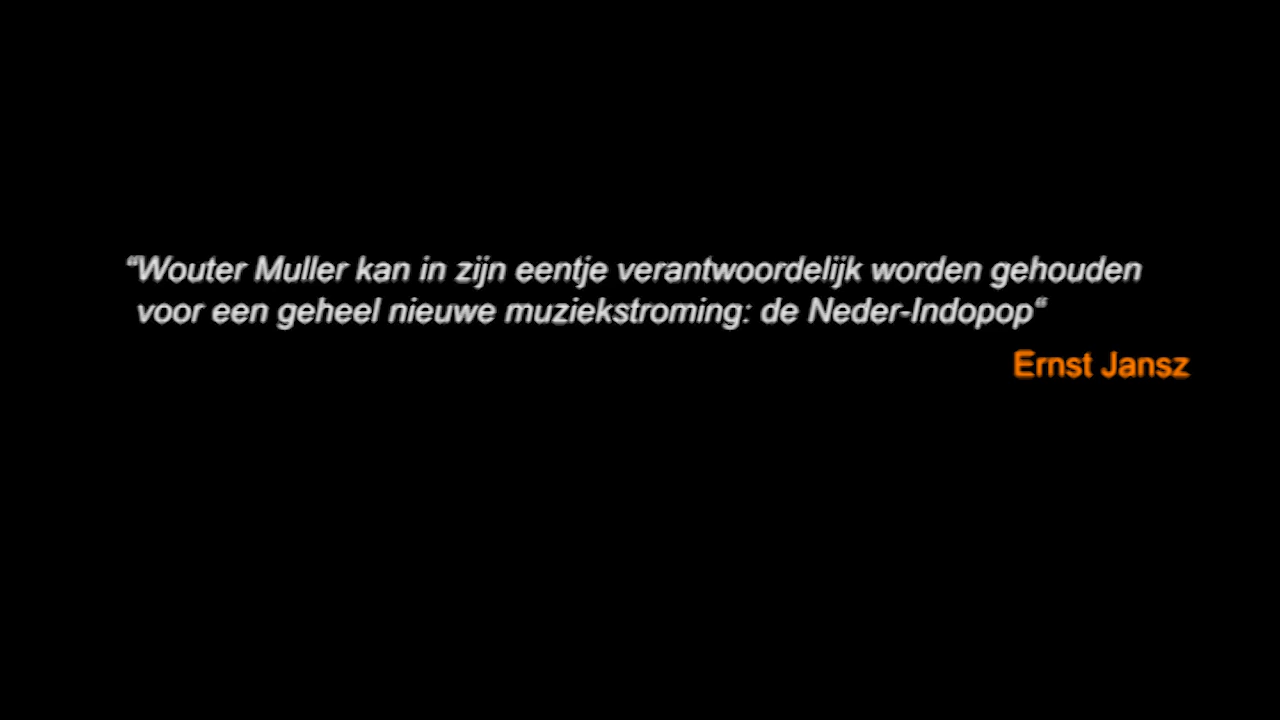 “Wouter Muller kan in zijn eentje verantwoordelijk worden gehouden
voor een geheel nieuwe muziekstroming: de Neder-Indopop“
Ernst Jansz